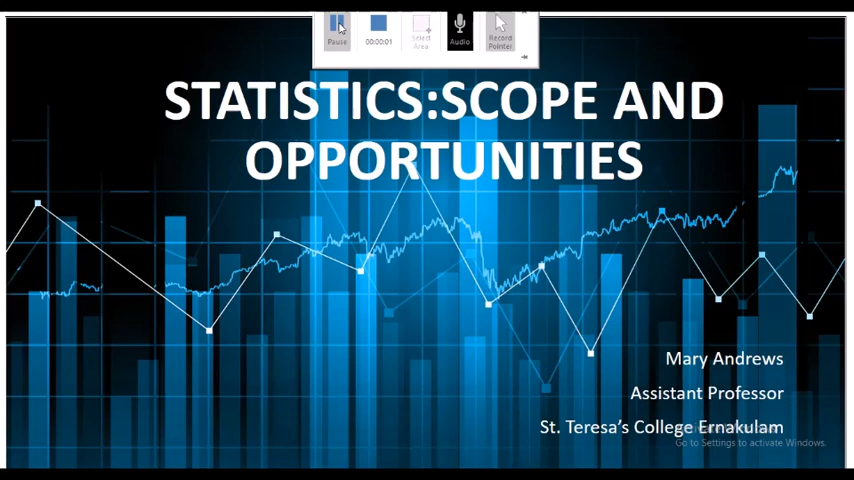 Pause
00:00:01
Select
Area
Audio
Record
Pointer
STATISTICS:SCOPE AND
OPPORTUNITIES
Mary Andrews
Assistant Professor
St. Teresa's College Ernkulam
Go to Settings to activate Windows.